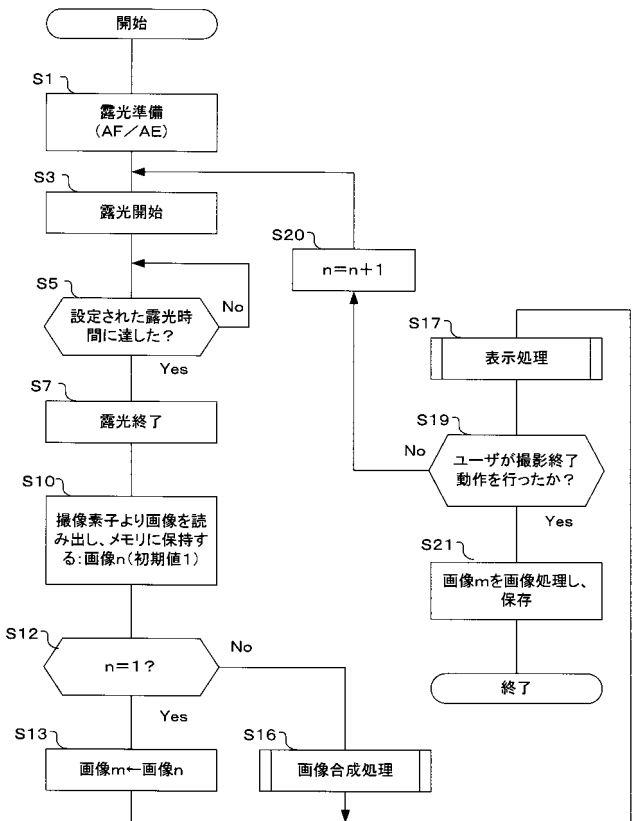 開始
S1
露光準備
(AF/AE)
S3
露光開始
S5
設定された露光時
間に達した？
No
Yes
S7
露光終了
S10
撮像素子より画像を読
み出し、メモリに保持す
る：画像n（初期値1）
S12
n=1?
No
Yes
S13
画像m←画像n
S16
画像合成処理
S20
n=n+1
S17
表示処理
S19
ユーザが撮影終了
動作を行ったか？
No
Yes
S21
画像mを画像処理し、
保存
終了